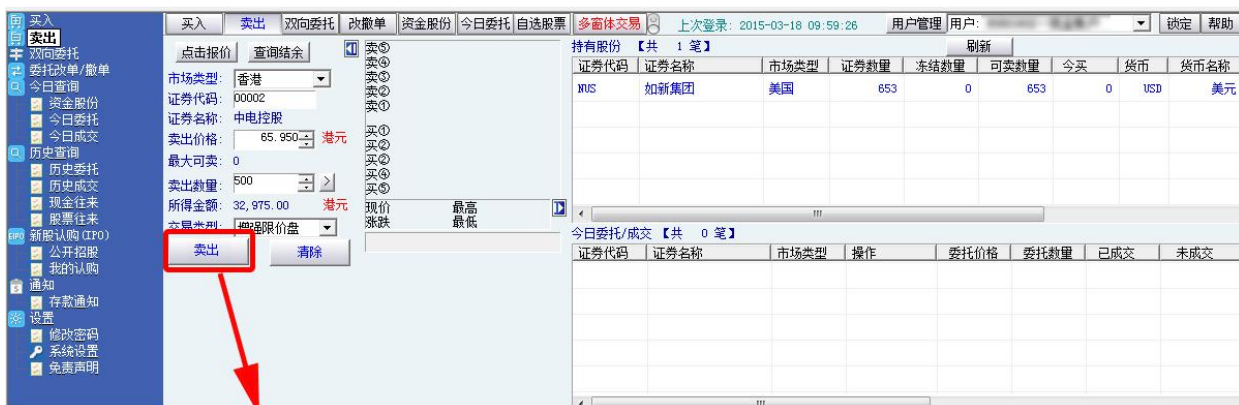 买入 卖出 双向委托 改撤单 资金股份 今日委托 自选股票 多窗体交易 上次登录: 2015-03-18 09:59:26 用户管理 用户: 锁定 帮助
买入
卖出
双向委托
委托改单/撤单
今日查询
资金股份
今日委托
今日成交
历史查询
历史委托
历史成交
现金往来
股票往来
EIPO 新股认购(IPO)
公开招股
我的认购
通知
存款通知
设置
修改密码
系统设置
免责声明
点击报价 查询结余
市场类型: 香港
证券代码: 00002
证券名称: 中电控股
卖出价格: 65.950 港元
最大可卖: 0
卖出数量: 500 >
所得金额: 32,975.00 港元
交易类型: 增强限价盘
卖出 清除
卖⑤
卖④
卖③
卖②
卖①
买①
买②
买②
买④
买⑤
现价 最高
涨跌 最低
持有股份 【共 1 笔】 刷新
证券代码 证券名称 市场类型 证券数量 冻结数量 可卖数量 今买 货币 货币名称
NUS 如新集团 美国 653 0 653 0 USD 美元
今日委托/成交 【共 0 笔】
证券代码 证券名称 市场类型 操作 委托价格 委托数量 已成交 未成交